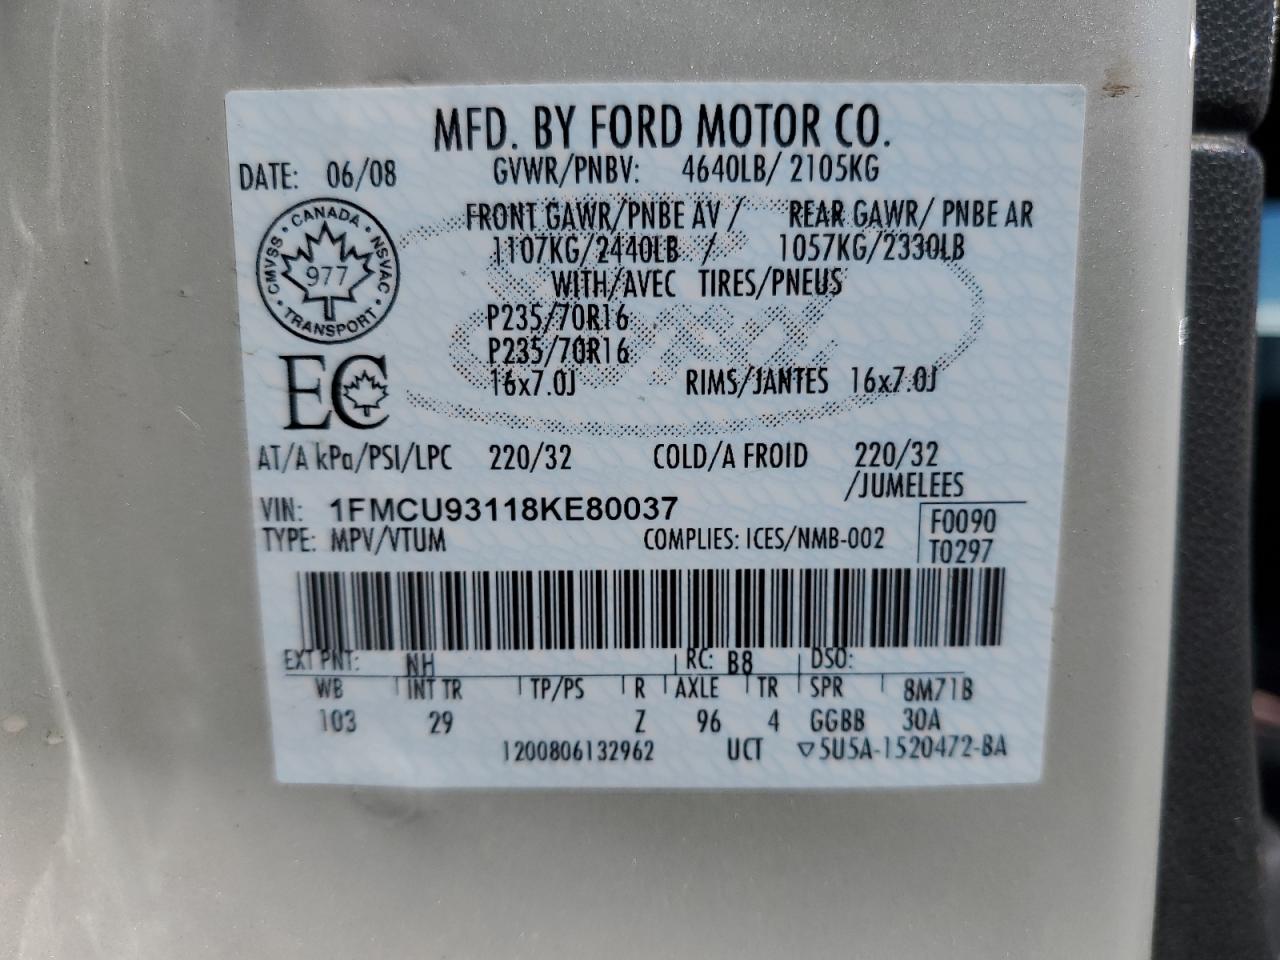 MFD. BY FORD MOTOR CO.
DATE: 06/08 GVWR/PNBV: 4640LB/ 2105KG
FRONT GAWR/PNBE AV / REAR GAWR/ PNBE AR
1107KG/2440LB / 1057KG/2330LB
WITH/AVEC TIRES/PNEUS
CANADA
CMVSS • NSVAC
977
TRANSPORT
P235/70R16
P235/70R16
16x7.0J RIMS/JANTES 16x7.0J
EC
AT/A kPa/PSI/LPC 220/32 COLD/A FROID 220/32
/JUMELEES
VIN: 1FMCU93118KE80037
F0090
TYPE: MPV/VTUM COMPLIES: ICES/NMB-002
T0297
EXT PNT: NH RC: B8 DSO:
WB INT TR TP/PS R AXLE TR SPR 8M71B
103 29 Z 96 4 GGBB 30A
1200806132962 UCT ▽5U5A-1520472-BA